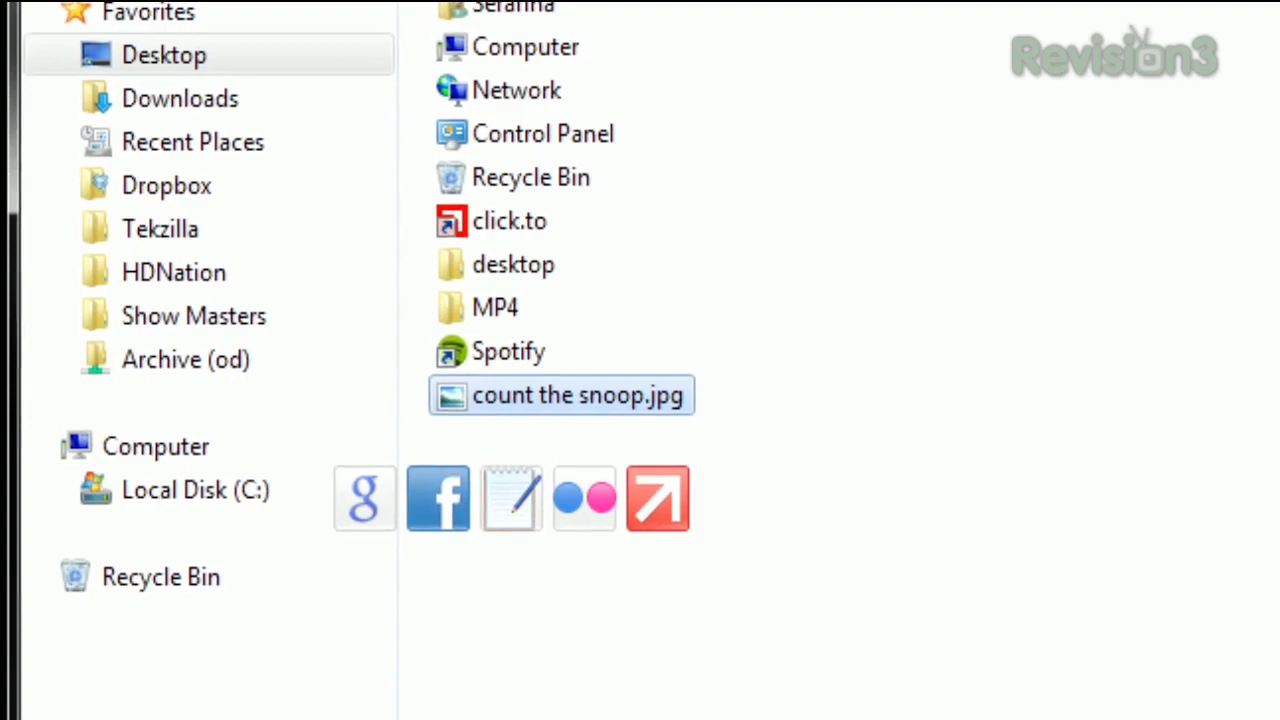 Favorites
Desktop
Downloads
Recent Places
Dropbox
Tekzilla
HDNation
Show Masters
Archive (od)
Computer
Local Disk (C:)
Recycle Bin
Computer
Network
Control Panel
Recycle Bin
click.to
desktop
MP4
Spotify
count the snoop.jpg
g
f
Revision3